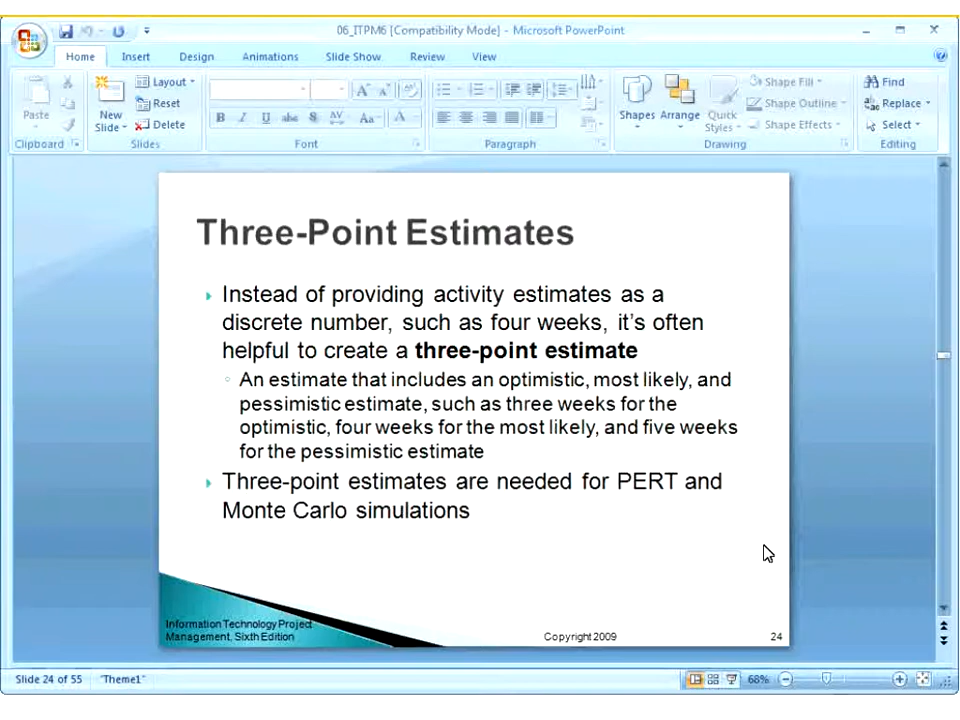 06_ITPM6 [Compatibility Mode] - Microsoft PowerPoint
Home Insert Design Animations Slide Show Review View
Paste
Clipboard
New
Slide
Layout
Reset
Delete
Slides
B I U abc S AV Aa A
Font
Paragraph
Shapes Arrange Quick
Styles
Shape Fill
Shape Outline
Shape Effects
Drawing
Find
Replace
Select
Editing
Three-Point Estimates
Instead of providing activity estimates as a
discrete number, such as four weeks, it's often
helpful to create a three-point estimate
An estimate that includes an optimistic, most likely, and
pessimistic estimate, such as three weeks for the
optimistic, four weeks for the most likely, and five weeks
for the pessimistic estimate
Three-point estimates are needed for PERT and
Monte Carlo simulations
Information Technology Project
Management, Sixth Edition
Copyright 2009
24
Slide 24 of 55 "Theme1" 68%